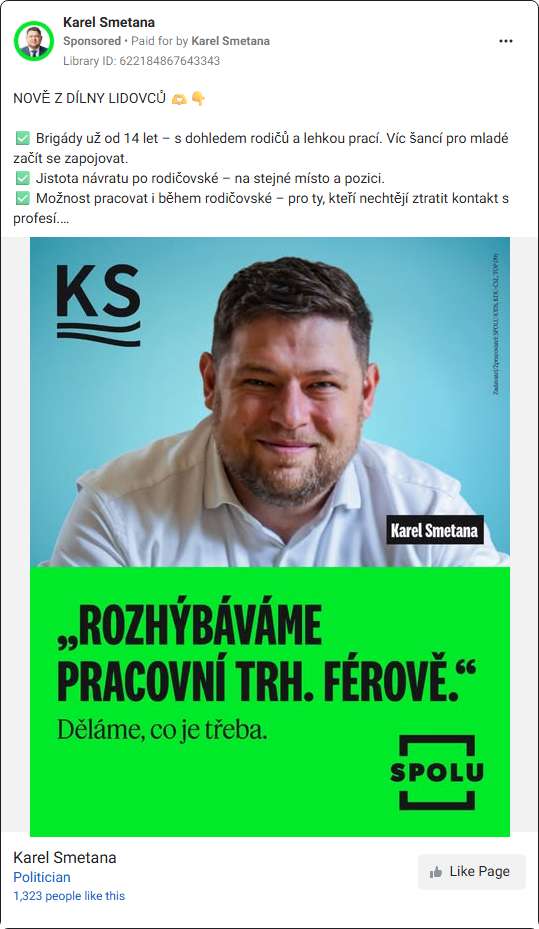 Karel Smetana
Sponsored • Paid for by Karel Smetana
Library ID: 622184867643343
NOVĚ Z DÍLNY LIDOVCŮ 🫶👇
✅ Brigády už od 14 let – s dohledem rodičů a lehkou prací. Víc šancí pro mladé
začít se zapojovat.
✅ Jistota návratu po rodičovské – na stejné místo a pozici.
✅ Možnost pracovat i během rodičovské – pro ty, kteří nechtějí ztratit kontakt s
profesí....
KS
Zadavatel/Zpracovatel: SPOLU (ODS, KDU-ČSL, TOP 09)
Karel Smetana
„ROZHÝBÁVÁME
PRACOVNÍ TRH. FÉROVĚ.“
Děláme, co je třeba.
SPOLU
Karel Smetana
Politician
1,323 people like this
Like Page